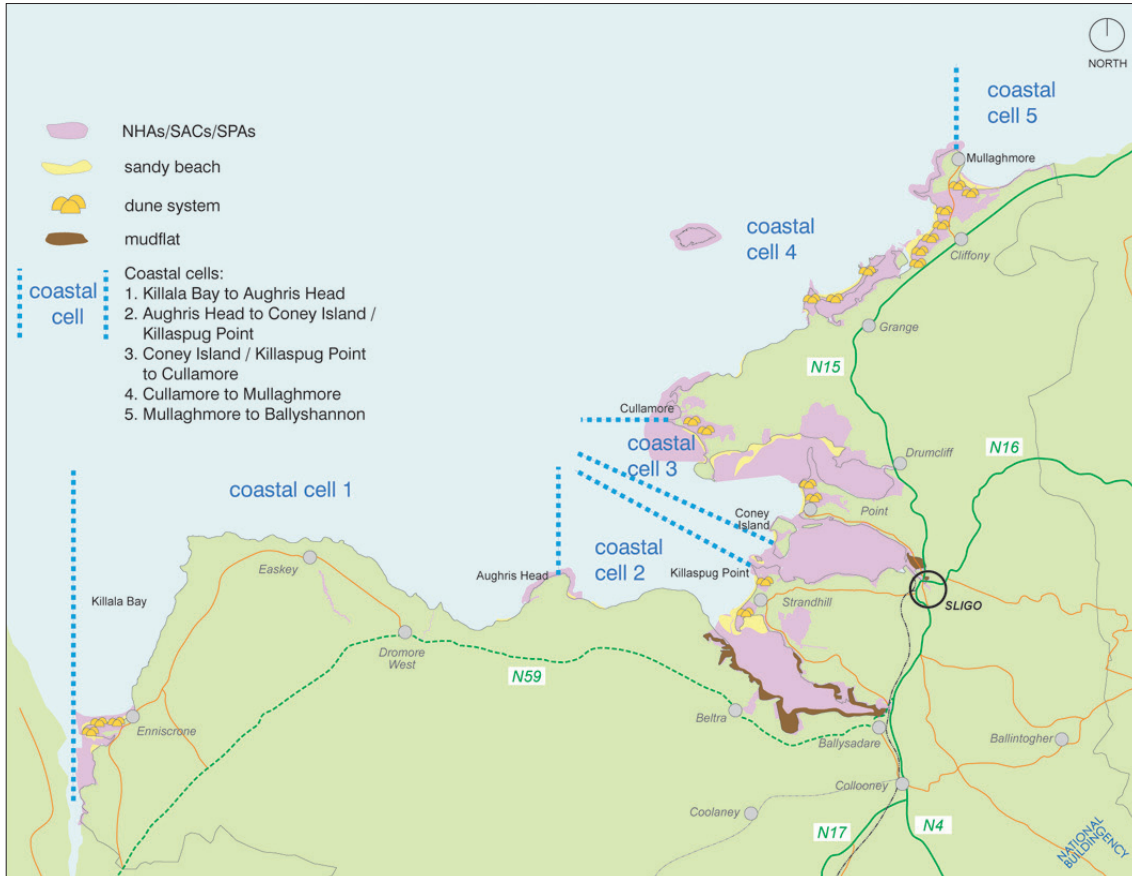 NORTH
coastal
cell 5
NHAs/SACs/SPAs
Mullaghmore
sandy beach
dune system
coastal
cell 4
mudflat
Cliffony
coastal
cell
Coastal cells:
1. Killala Bay to Aughris Head
2. Aughris Head to Coney Island /
Killaspug Point
3. Coney Island / Killaspug Point
to Cullamore
4. Cullamore to Mullaghmore
5. Mullaghmore to Ballyshannon
Grange
N15
Cullamore
coastal
cell 3
N16
Drumcliff
coastal cell 1
Point
Coney
Island
coastal
cell 2
Aughris Head
Killaspug Point
Easkey
Killala Bay
Strandhill
SLIGO
Dromore
West
N59
Beltra
Enniscrone
Ballysadare
Ballintogher
Collooney
Coolaney
N17
N4
NATIONAL
BUILDINGENCY